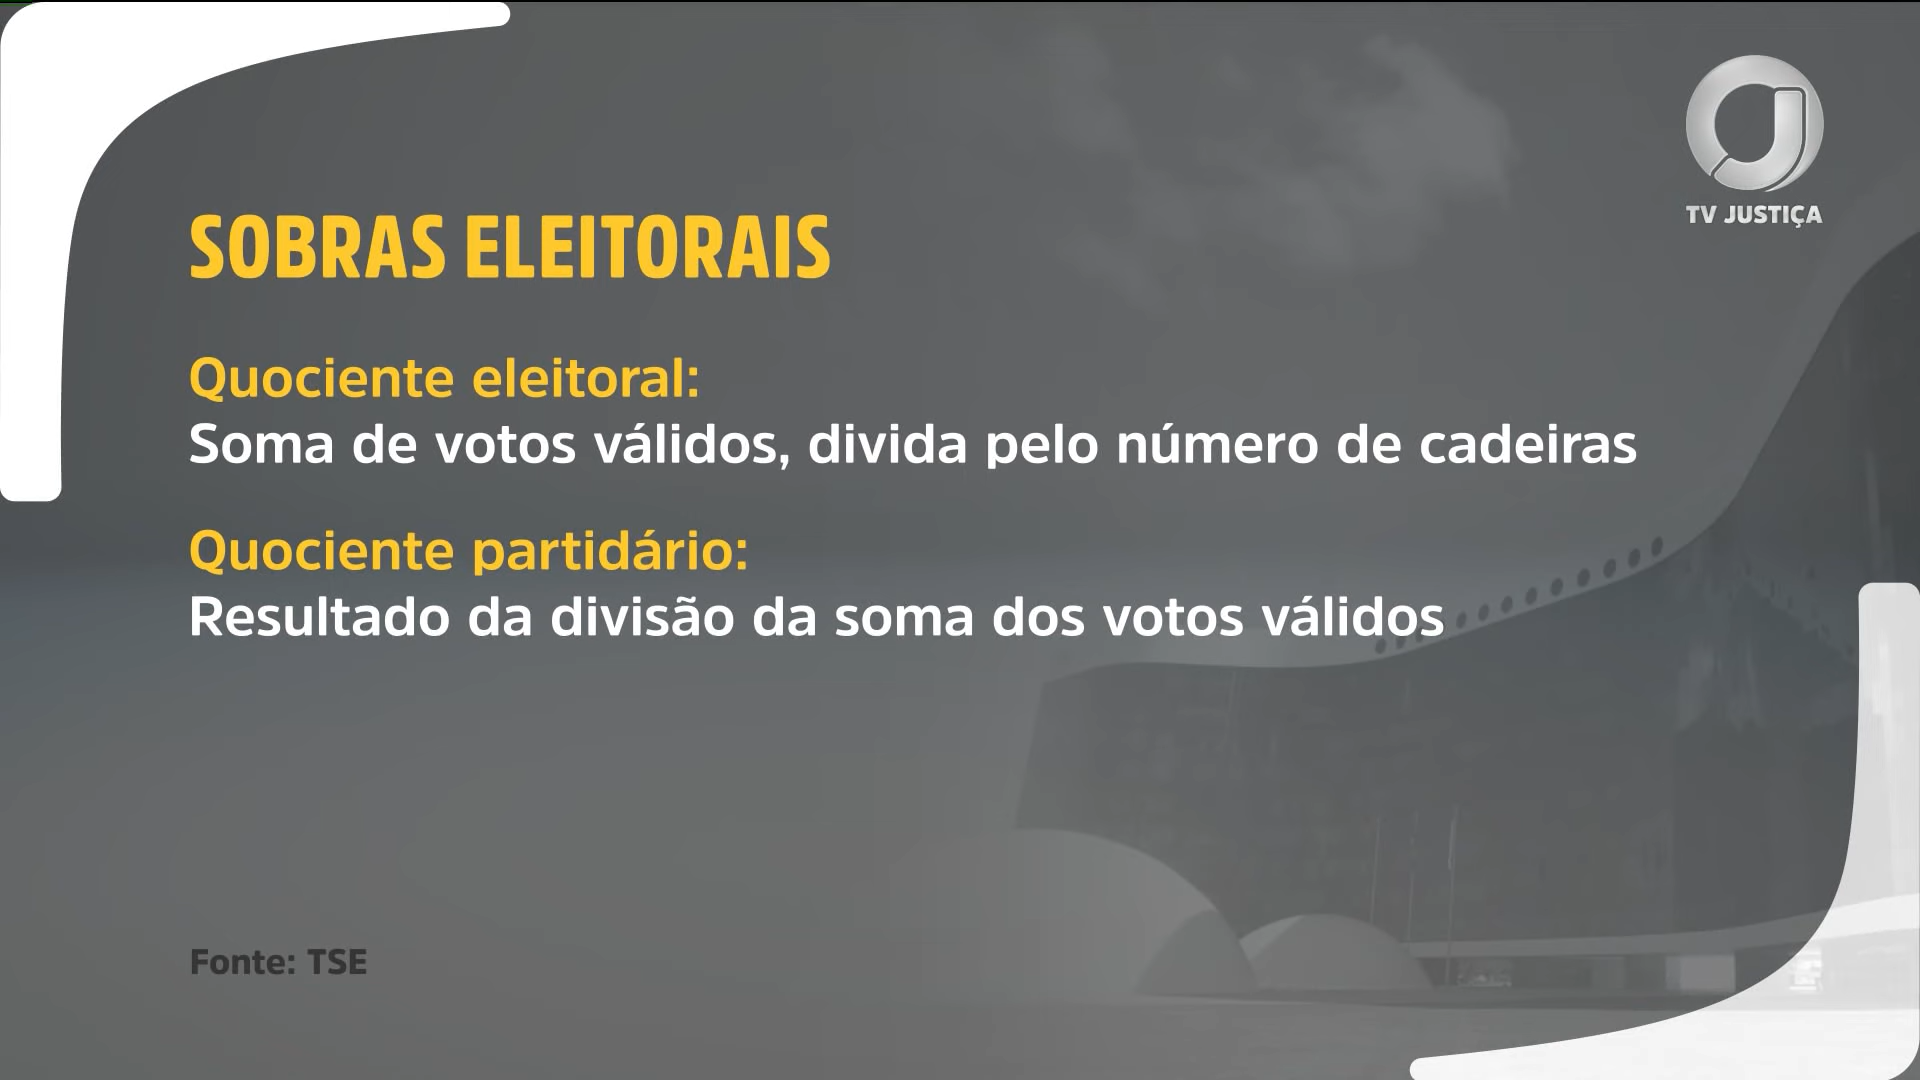 TV JUSTIÇA
SOBRAS ELEITORAIS
Quociente eleitoral:
Soma de votos válidos, divida pelo número de cadeiras
Quociente partidário:
Resultado da divisão da soma dos votos válidos
Fonte: TSE